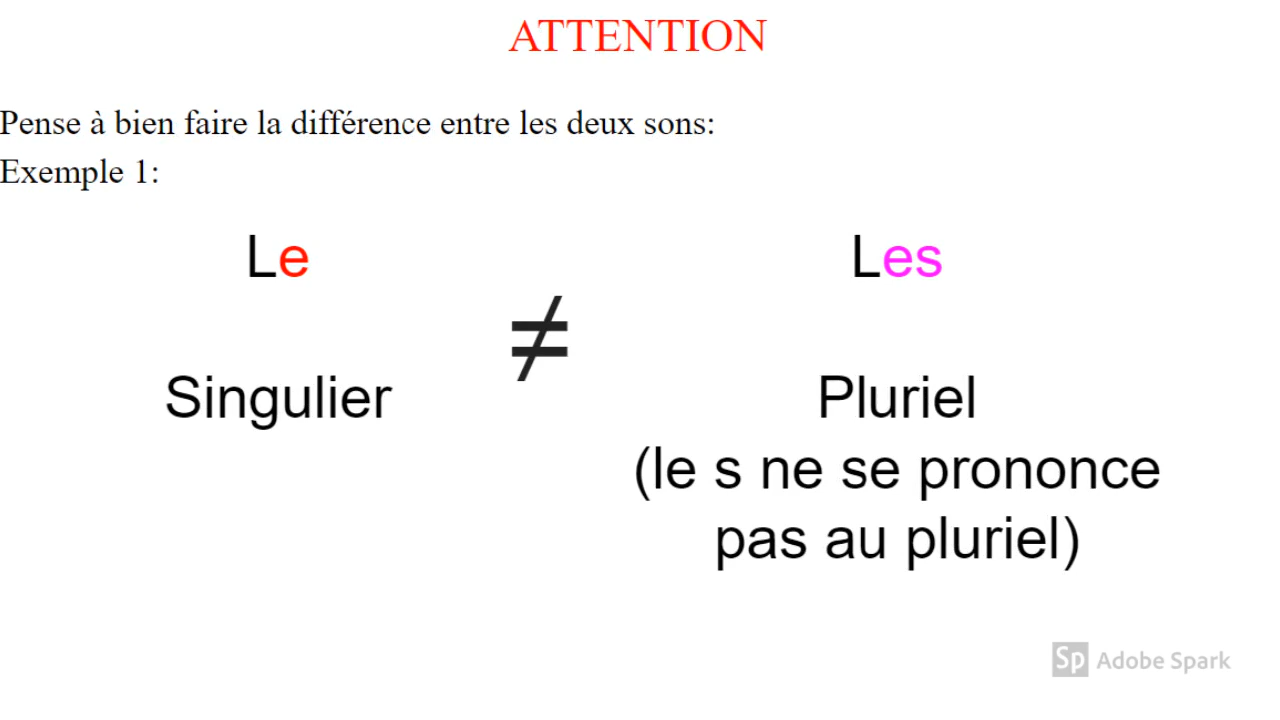 ATTENTION
Pense à bien faire la différence entre les deux sons:
Exemple 1:
Le
Les
≠
Singulier
Pluriel
(le s ne se prononce
pas au pluriel)
Sp Adobe Spark